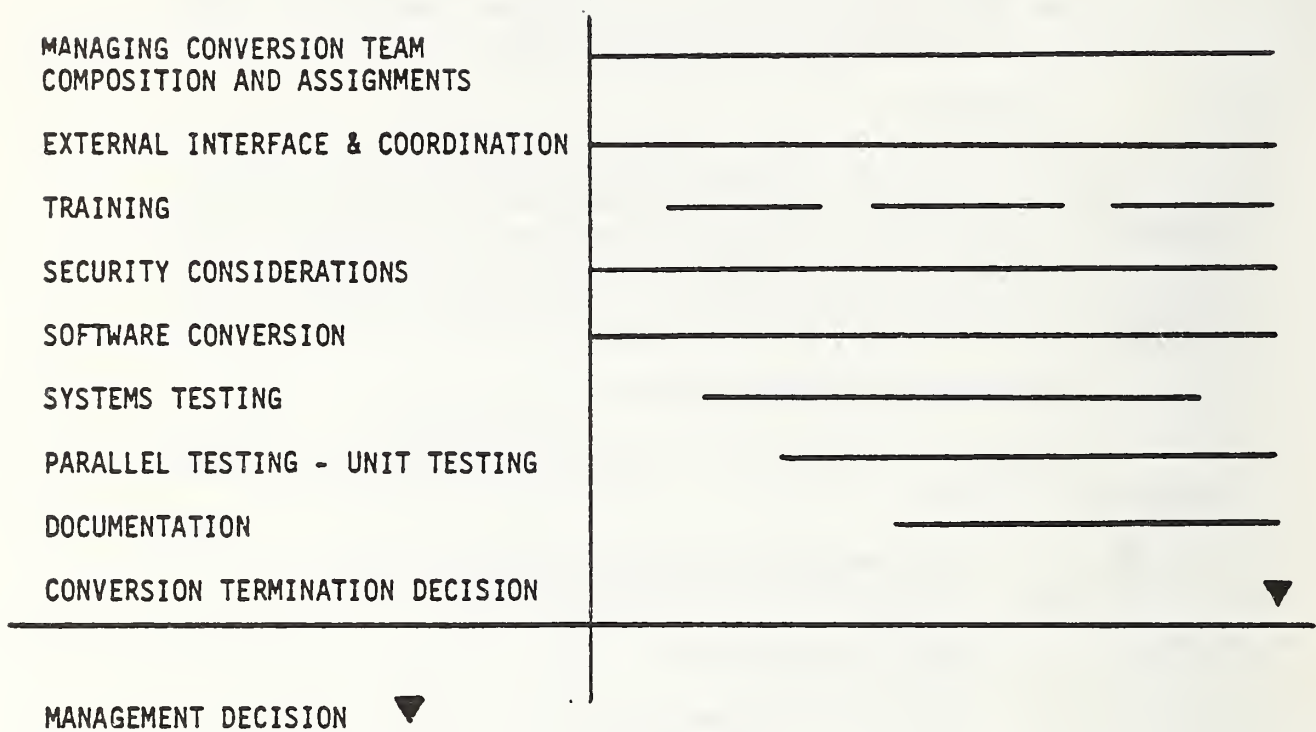 MANAGING CONVERSION TEAM
COMPOSITION AND ASSIGNMENTS
EXTERNAL INTERFACE & COORDINATION
TRAINING
SECURITY CONSIDERATIONS
SOFTWARE CONVERSION
SYSTEMS TESTING
PARALLEL TESTING - UNIT TESTING
DOCUMENTATION
CONVERSION TERMINATION DECISION
MANAGEMENT DECISION